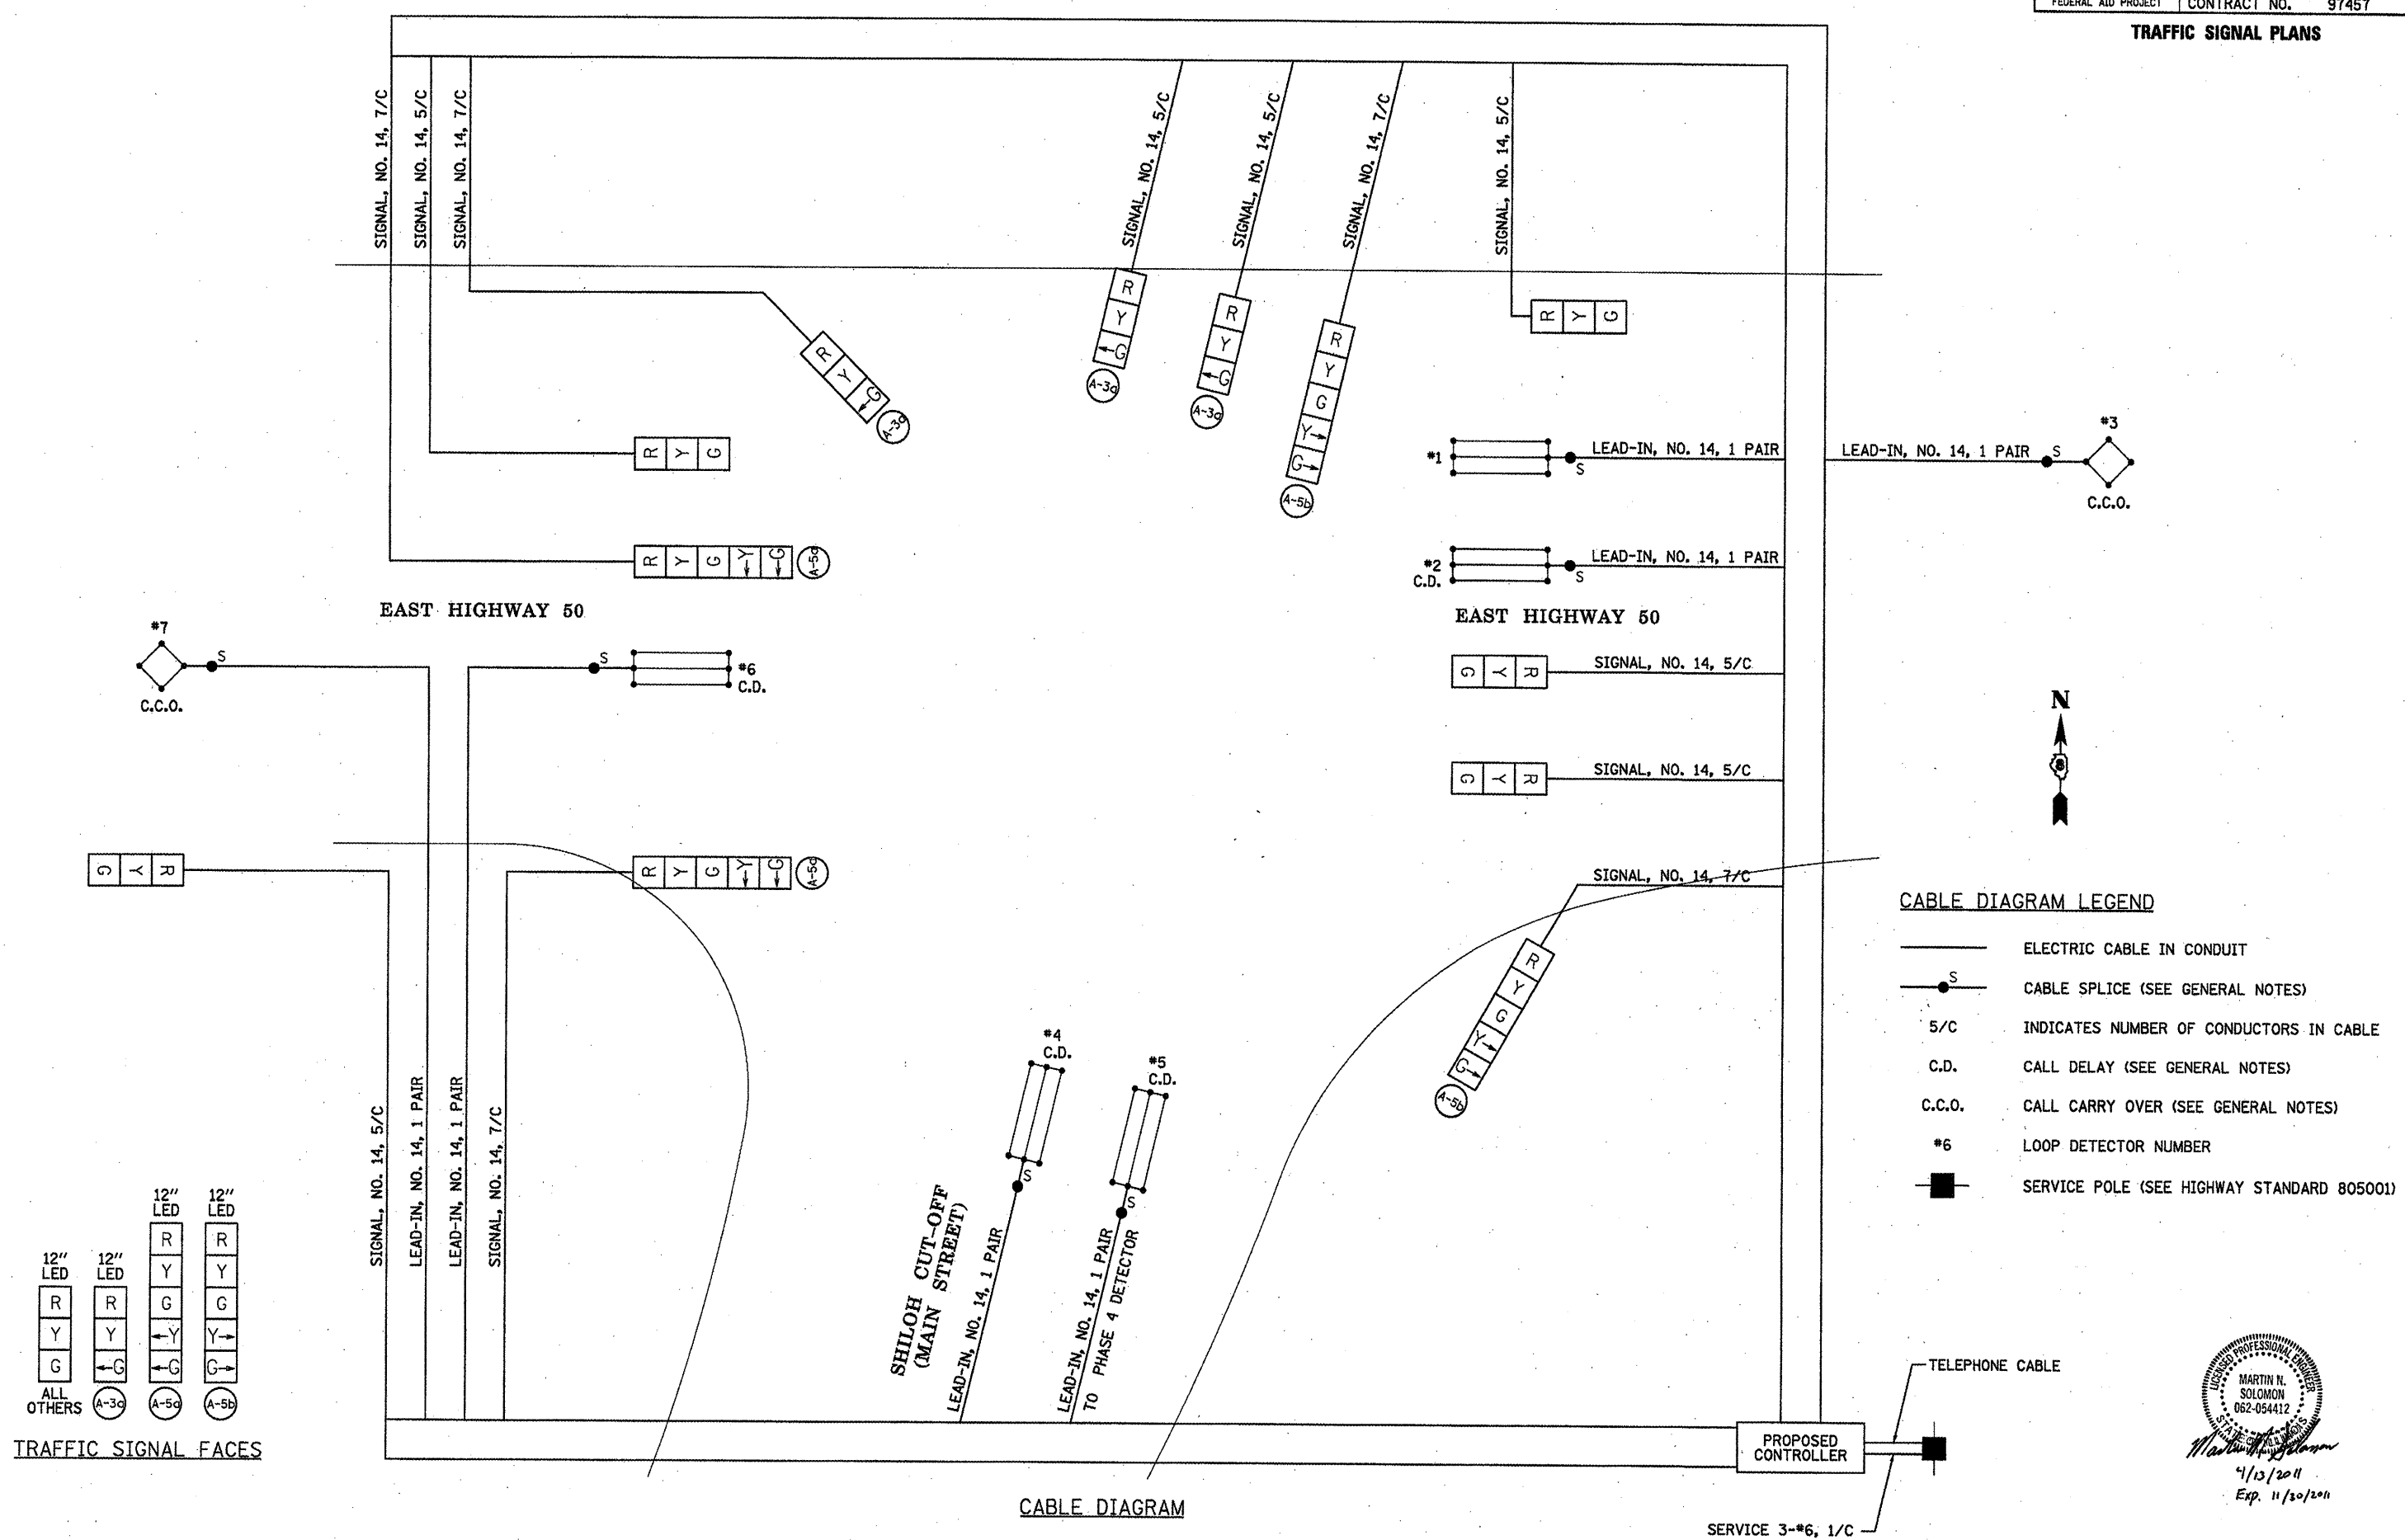 FEDERAL AID PROJECT
CONTRACT NO. 97457
TRAFFIC SIGNAL PLANS
SIGNAL, NO. 14, 7/C
SIGNAL, NO. 14, 5/C
SIGNAL, NO. 14, 7/C
SIGNAL, NO. 14, 5/C
SIGNAL, NO. 14, 5/C
SIGNAL, NO. 14, 7/C
SIGNAL, NO. 14, 5/C
R Y G
A-3a
R Y G
A-3a
R Y G
A-3a
R Y G Y G
A-5b
R Y G
R Y G
R Y G Y G
A-5a
#1
S
LEAD-IN, NO. 14, 1 PAIR
LEAD-IN, NO. 14, 1 PAIR
S
#3
C.C.O.
#2
C.D.
S
LEAD-IN, NO. 14, 1 PAIR
EAST HIGHWAY 50
EAST HIGHWAY 50
#7
S
C.C.O.
S
#6
C.D.
G Y R
SIGNAL, NO. 14, 5/C
G Y R
SIGNAL, NO. 14, 5/C
N
G Y R
R Y G Y G
A-5a
SIGNAL, NO. 14, 7/C
R Y G Y G
A-5b
SIGNAL, NO. 14, 5/C
LEAD-IN, NO. 14, 1 PAIR
LEAD-IN, NO. 14, 1 PAIR
SIGNAL, NO. 14, 7/C
#4
C.D.
S
#5
C.D.
S
SHILOH CUT-OFF
(MAIN STREET)
LEAD-IN, NO. 14, 1 PAIR
LEAD-IN, NO. 14, 1 PAIR
TO PHASE 4 DETECTOR
CABLE DIAGRAM LEGEND
ELECTRIC CABLE IN CONDUIT
S CABLE SPLICE (SEE GENERAL NOTES)
5/C INDICATES NUMBER OF CONDUCTORS IN CABLE
C.D. CALL DELAY (SEE GENERAL NOTES)
C.C.O. CALL CARRY OVER (SEE GENERAL NOTES)
#6 LOOP DETECTOR NUMBER
SERVICE POLE (SEE HIGHWAY STANDARD 805001)
12" LED
R
Y
G
ALL OTHERS
12" LED
R
Y
←G
A-3a
12" LED
R
Y
G
←Y
←G
A-5a
12" LED
R
Y
G
Y→
G→
A-5b
TRAFFIC SIGNAL FACES
PROPOSED
CONTROLLER
TELEPHONE CABLE
SERVICE 3-#6, 1/C
CABLE DIAGRAM
LICENSED PROFESSIONAL ENGINEER
MARTIN N.
SOLOMON
062-054412
STATE OF ILLINOIS
4/13/2011
Exp. 11/30/2011